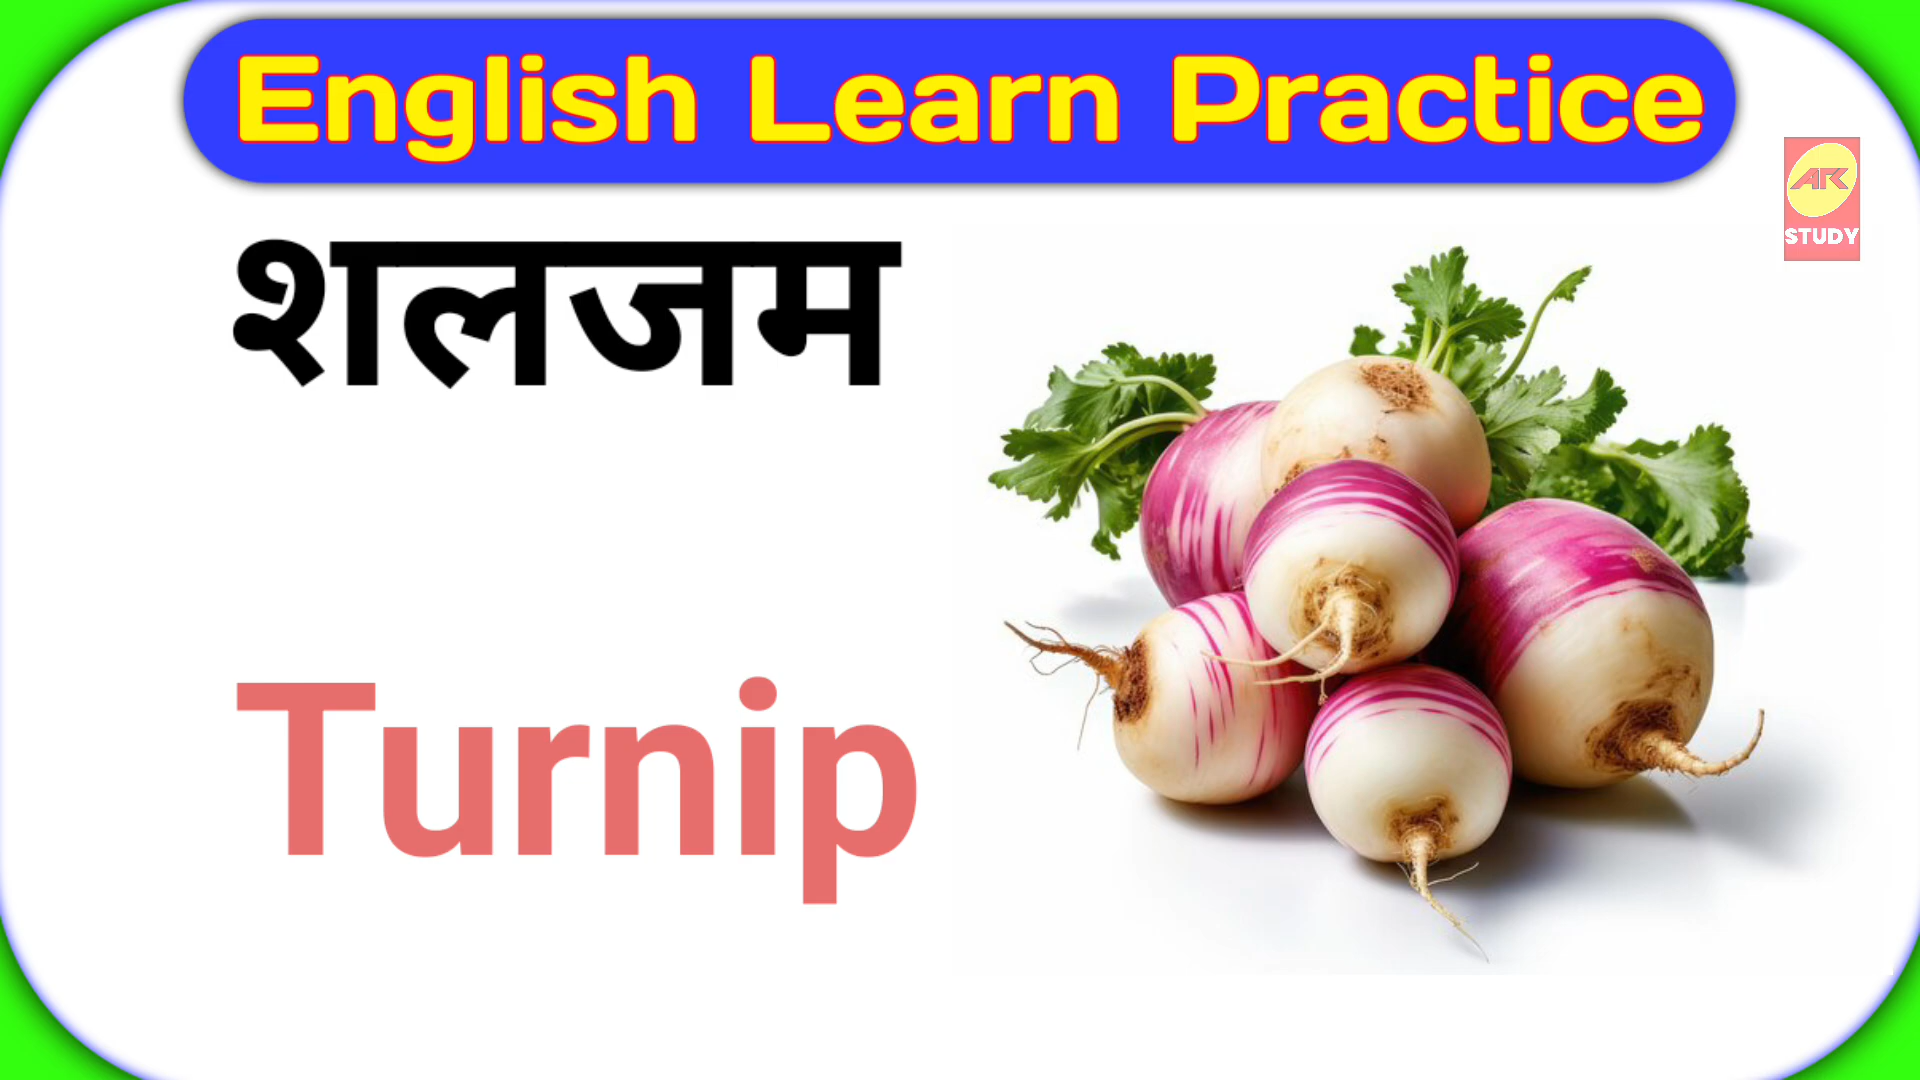 English Learn Practice
AK
STUDY
शलजम
Turnip